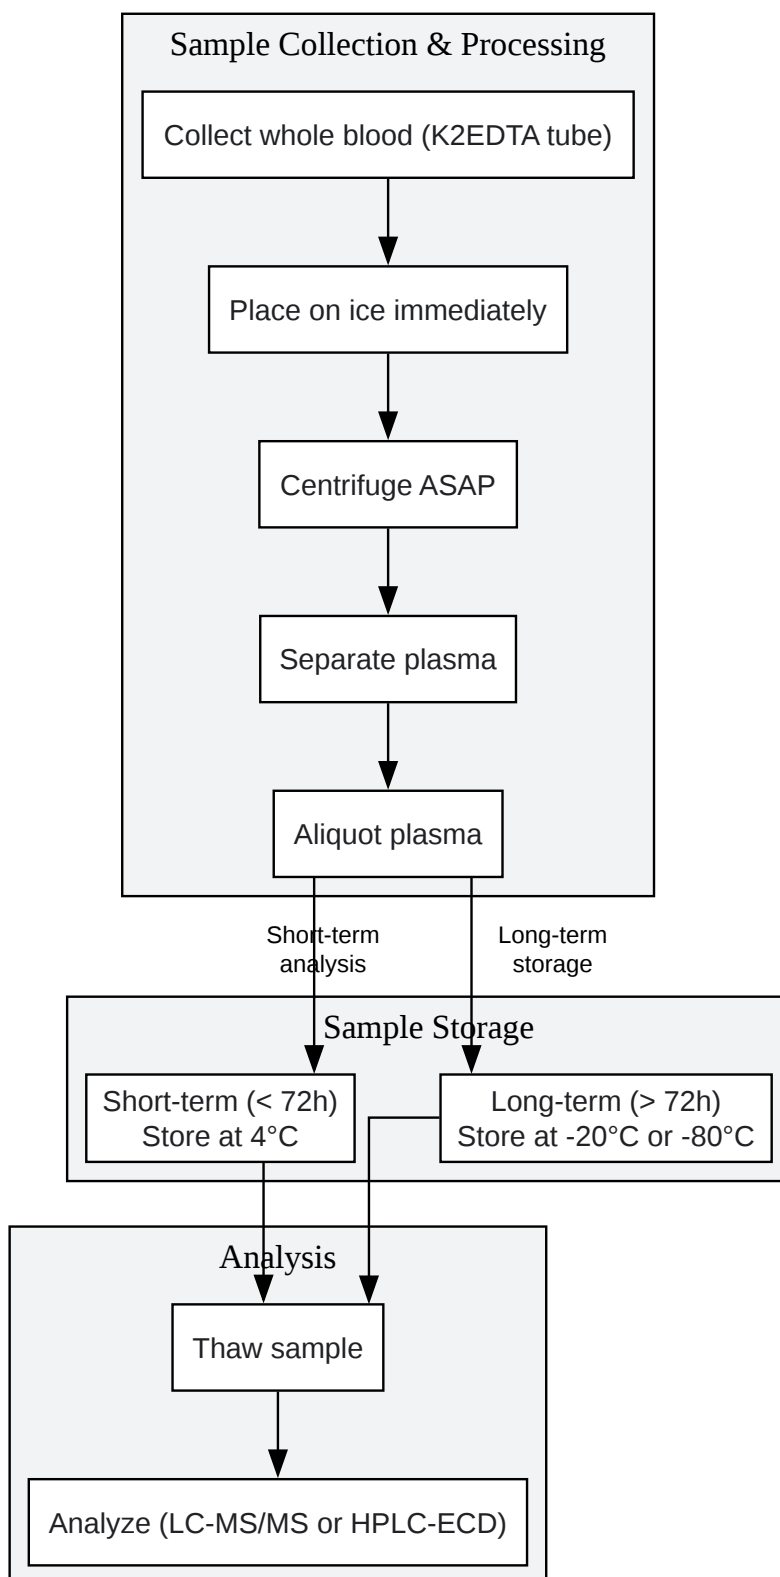 Sample Collection & Processing
Collect whole blood (K2EDTA tube)
Place on ice immediately
Centrifuge ASAP
Separate plasma
Aliquot plasma
Short-term
analysis
Long-term
storage
Sample Storage
Short-term (< 72h)
Store at 4°C
Long-term (> 72h)
Store at -20°C or -80°C
Analysis
Thaw sample
Analyze (LC-MS/MS or HPLC-ECD)